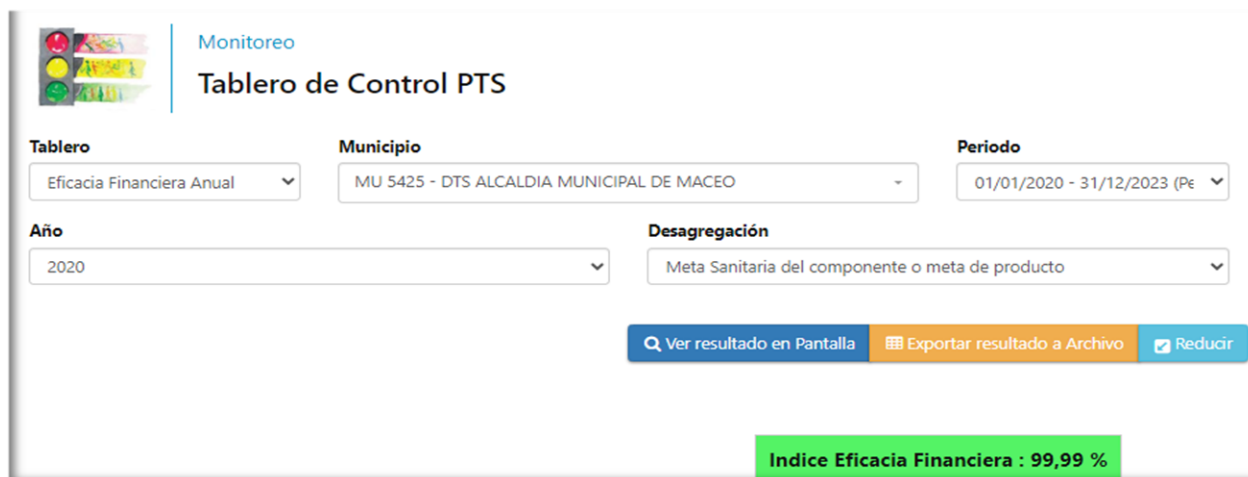 Monitoreo
Tablero de Control PTS
Tablero
Municipio
Periodo
Eficacia Financiera Anual
MU 5425 - DTS ALCALDIA MUNICIPAL DE MACEO
01/01/2020 - 31/12/2023 (Pe
Año
Desagregación
2020
Meta Sanitaria del componente o meta de producto
Ver resultado en Pantalla
Exportar resultado a Archivo
Reducir
Indice Eficacia Financiera : 99,99 %